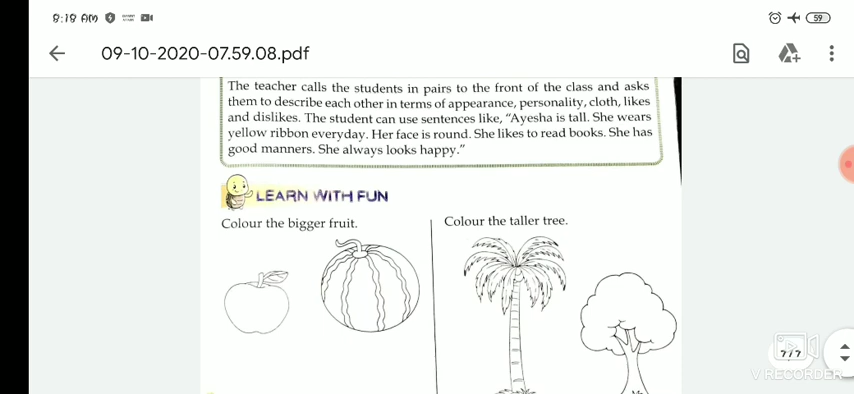 8:18 AM
59
09-10-2020-07.59.08.pdf
The teacher calls the students in pairs to the front of the class and asks
them to describe each other in terms of appearance, personality, cloth, likes
and dislikes. The student can use sentences like, “Ayesha is tall. She wears
yellow ribbon everyday. Her face is round. She likes to read books. She has
good manners. She always looks happy.”
LEARN WITH FUN
Colour the bigger fruit.
Colour the taller tree.
7/7
V RECORDER